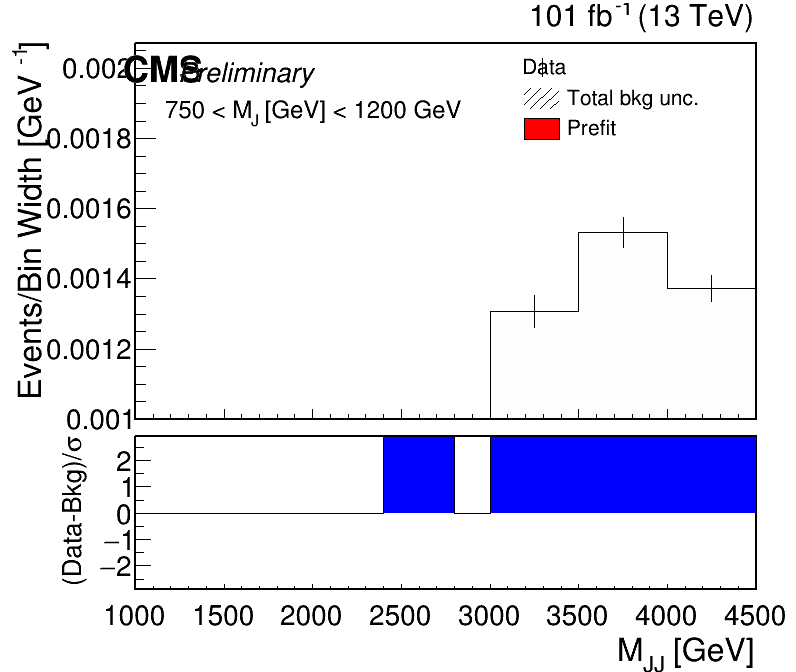 101 fb⁻¹ (13 TeV)
CMS Preliminary
750 < M_J [GeV] < 1200 GeV
Data
Total bkg unc.
Prefit
Events/Bin Width [GeV⁻¹]
0.002
0.0018
0.0016
0.0014
0.0012
0.001
(Data-Bkg)/σ
2
1
0
−1
−2
1000 1500 2000 2500 3000 3500 4000 4500
M_JJ [GeV]